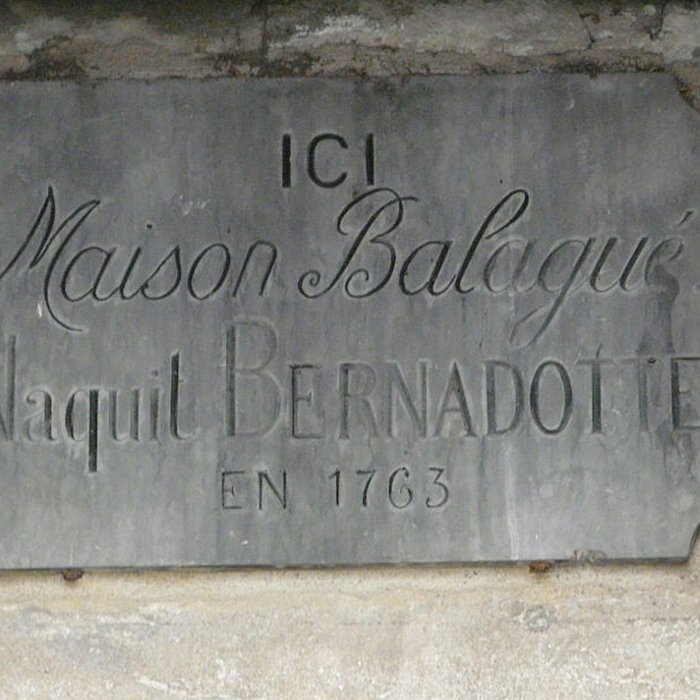 ICI
Maison Balagué
Naquit BERNADOTTE
EN 1763